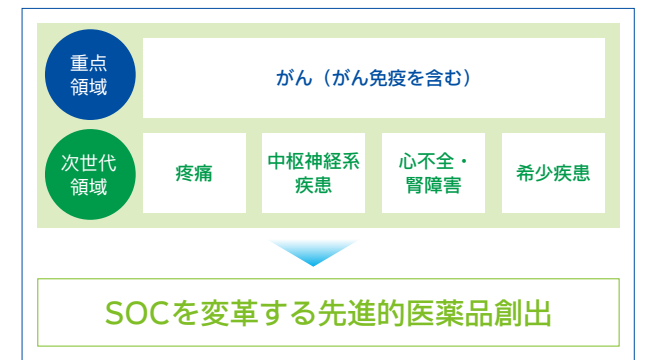 重点
領域
がん（がん免疫を含む）
次世代
領域
疼痛
中枢神経系
疾患
心不全・
腎障害
希少疾患
SOCを変革する先進的医薬品創出